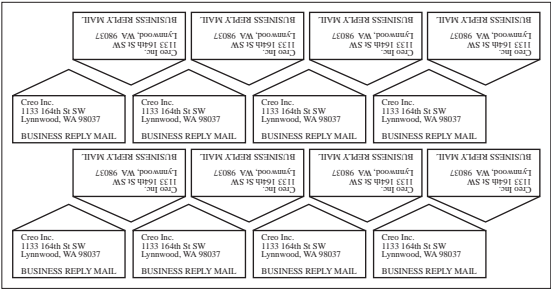 Creo Inc.
1133 164th St SW
Lynnwood, WA 98037
BUSINESS REPLY MAIL
Creo Inc.
1133 164th St SW
Lynnwood, WA 98037
BUSINESS REPLY MAIL
Creo Inc.
1133 164th St SW
Lynnwood, WA 98037
BUSINESS REPLY MAIL
Creo Inc.
1133 164th St SW
Lynnwood, WA 98037
BUSINESS REPLY MAIL
Creo Inc.
1133 164th St SW
Lynnwood, WA 98037
BUSINESS REPLY MAIL
Creo Inc.
1133 164th St SW
Lynnwood, WA 98037
BUSINESS REPLY MAIL
Creo Inc.
1133 164th St SW
Lynnwood, WA 98037
BUSINESS REPLY MAIL
Creo Inc.
1133 164th St SW
Lynnwood, WA 98037
BUSINESS REPLY MAIL
Creo Inc.
1133 164th St SW
Lynnwood, WA 98037
BUSINESS REPLY MAIL
Creo Inc.
1133 164th St SW
Lynnwood, WA 98037
BUSINESS REPLY MAIL
Creo Inc.
1133 164th St SW
Lynnwood, WA 98037
BUSINESS REPLY MAIL
Creo Inc.
1133 164th St SW
Lynnwood, WA 98037
BUSINESS REPLY MAIL
Creo Inc.
1133 164th St SW
Lynnwood, WA 98037
BUSINESS REPLY MAIL
Creo Inc.
1133 164th St SW
Lynnwood, WA 98037
BUSINESS REPLY MAIL
Creo Inc.
1133 164th St SW
Lynnwood, WA 98037
BUSINESS REPLY MAIL
Creo Inc.
1133 164th St SW
Lynnwood, WA 98037
BUSINESS REPLY MAIL